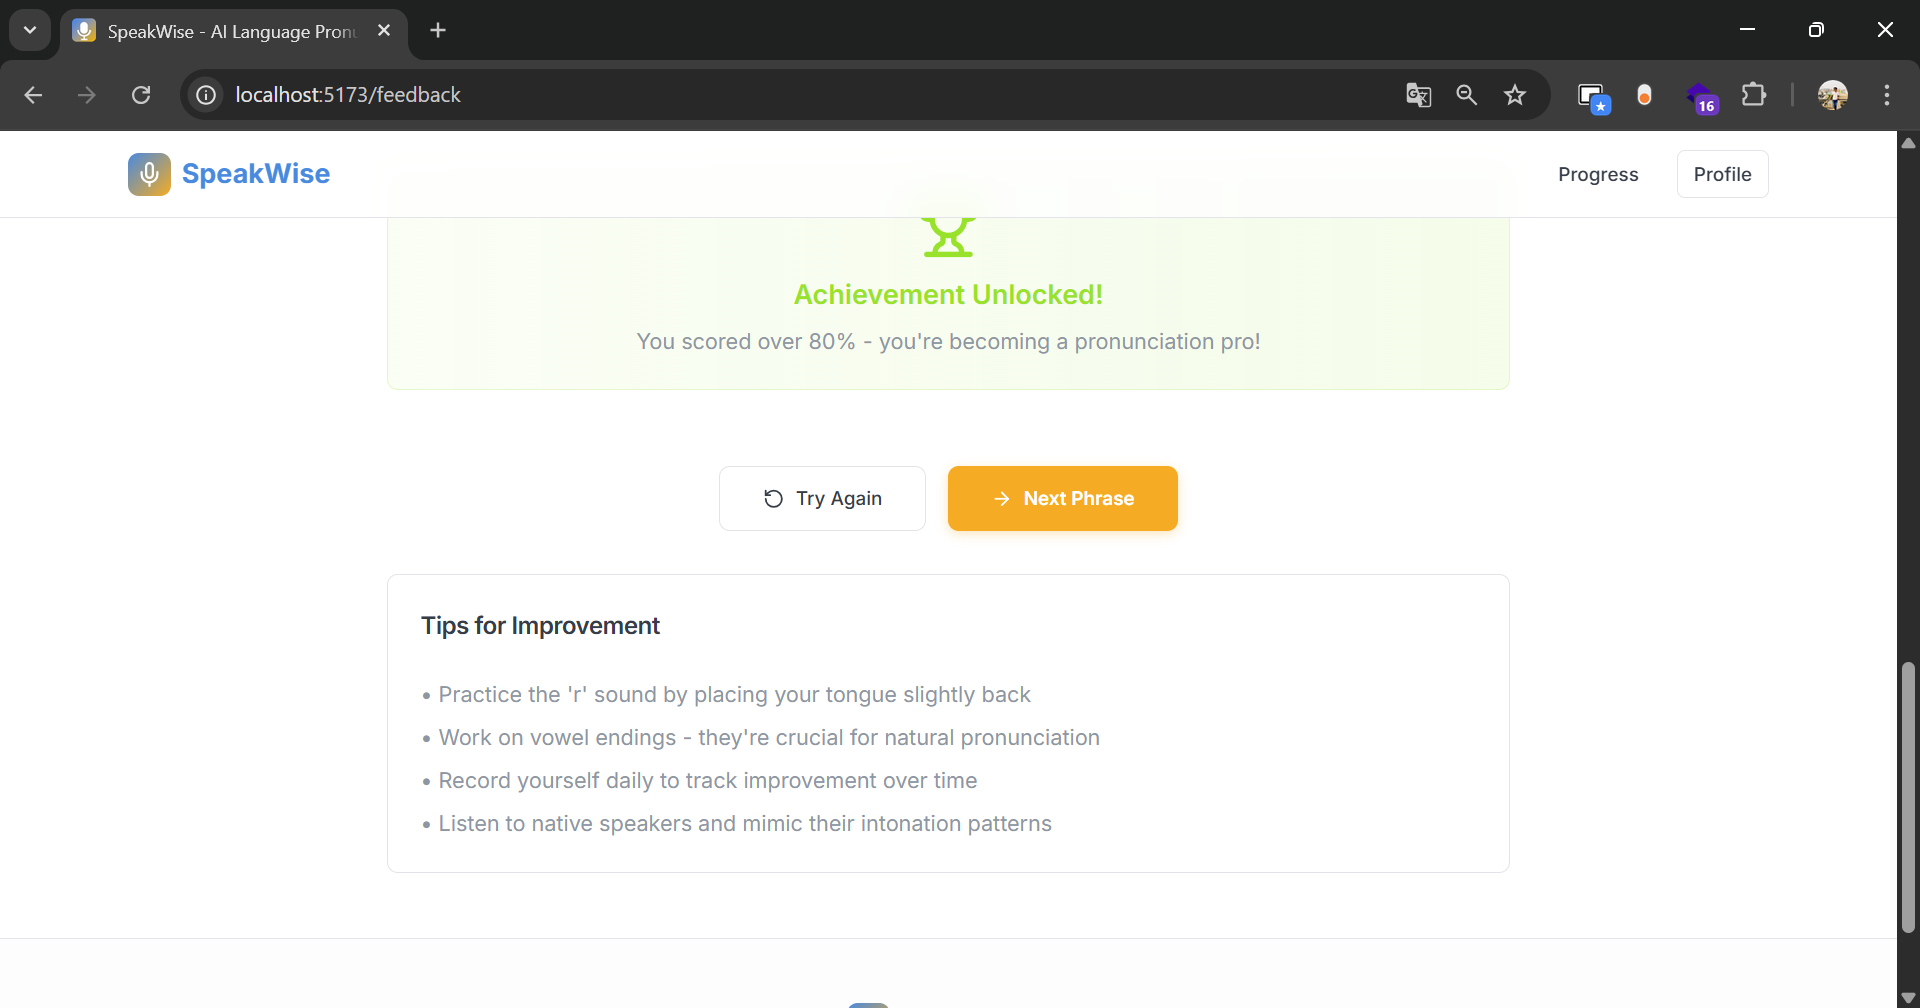 SpeakWise - AI Language Pron
localhost:5173/feedback
16
SpeakWise
Progress
Profile
Achievement Unlocked!
You scored over 80% - you're becoming a pronunciation pro!
Try Again
Next Phrase
Tips for Improvement
• Practice the 'r' sound by placing your tongue slightly back
• Work on vowel endings - they're crucial for natural pronunciation
• Record yourself daily to track improvement over time
• Listen to native speakers and mimic their intonation patterns